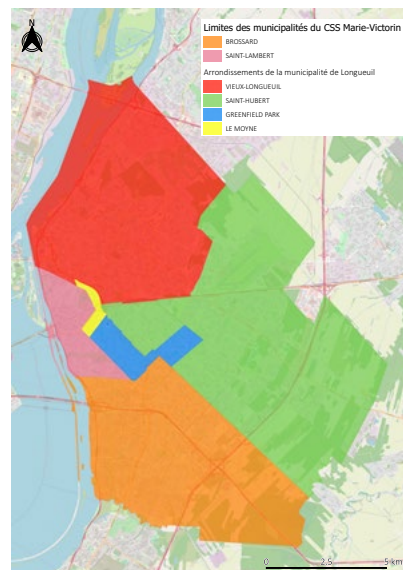 N
Limites des municipalités du CSS Marie-Victorin
BROSSARD
SAINT-LAMBERT
Arrondissements de la municipalité de Longueuil
VIEUX-LONGUEUIL
SAINT-HUBERT
GREENFIELD PARK
LE MOYNE
0 2,5 5 km